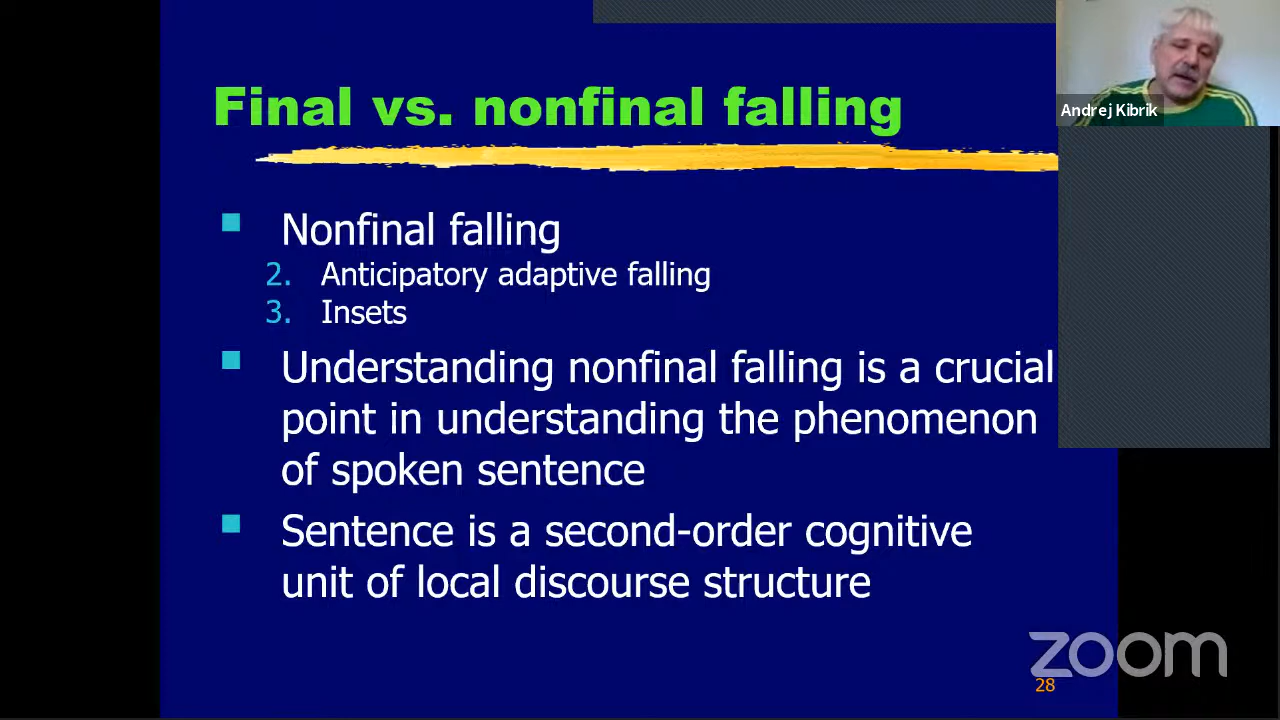 Final vs. nonfinal falling
Andrej Kibrik
■ Nonfinal falling
2. Anticipatory adaptive falling
3. Insets
■ Understanding nonfinal falling is a crucial
point in understanding the phenomenon
of spoken sentence
■ Sentence is a second-order cognitive
unit of local discourse structure
zoom
28